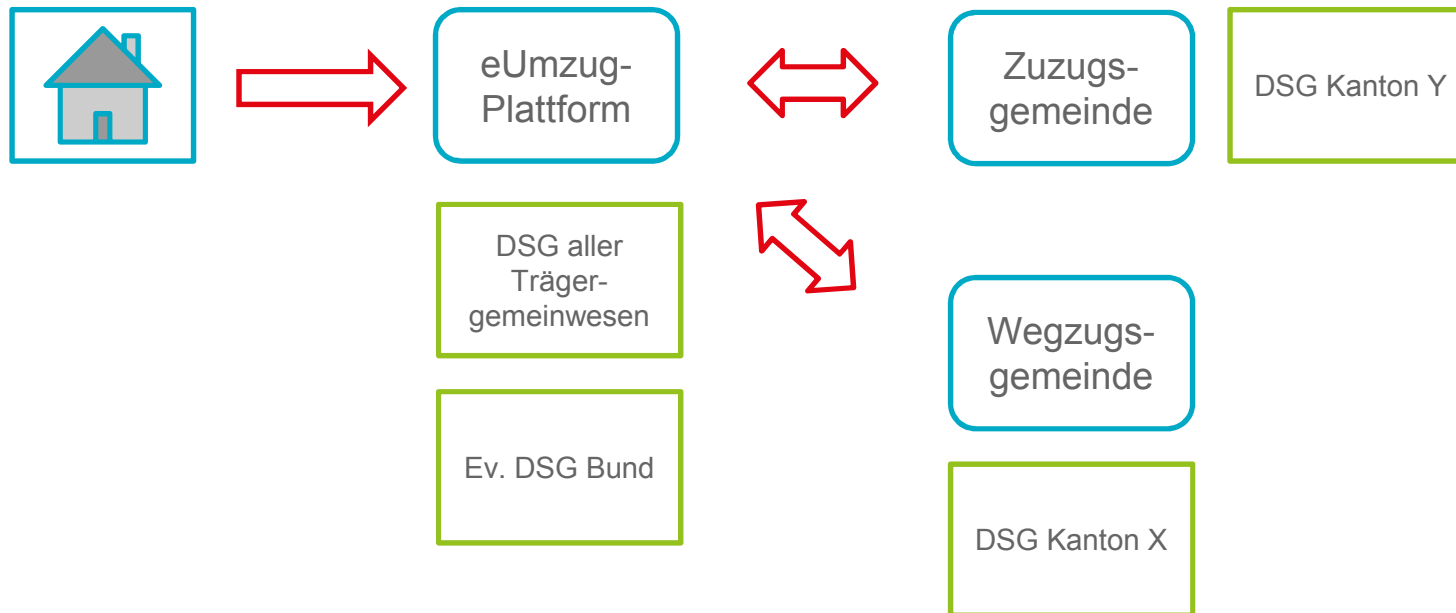 eUmzug-
Plattform
Zuzugs-
gemeinde
DSG Kanton Y
DSG aller
Träger-
gemeinwesen
Wegzugs-
gemeinde
Ev. DSG Bund
DSG Kanton X